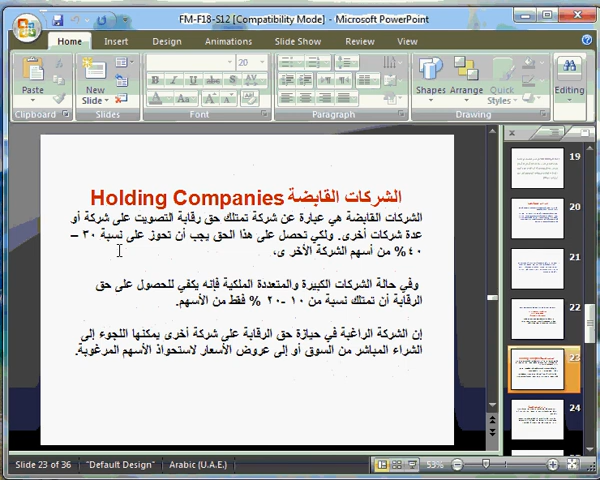 FM-F18-S12 [Compatibility Mode] - Microsoft PowerPoint
Home Insert Design Animations Slide Show Review View
Paste
New Slide
20
Shapes Arrange Quick Styles
Editing
Clipboard Slides Font Paragraph Drawing
الشركات القابضة Holding Companies
الشركات القابضة هي عبارة عن شركة تمتلك حق رقابة التصويت على شركة أو
عدة شركات أخرى. ولكي تحصل على هذا الحق يجب أن تحوز على نسبة ٣٠ –
٤٠% من أسهم الشركة الأخر ى،
وفي حالة الشركات الكبيرة والمتعددة الملكية فإنه يكفي للحصول على حق
الرقابة أن تمتلك نسبة من ١٠ -٢٠ % فقط من الأسهم.
إن الشركة الراغبة في حيازة حق الرقابة على شركة أخرى يمكنها اللجوء إلى
الشراء المباشر من السوق أو إلى عروض الأسعار لاستحواذ الأسهم المرغوبة.
19
20
21
22
23
24
Slide 23 of 36 "Default Design" Arabic (U.A.E.) 53%